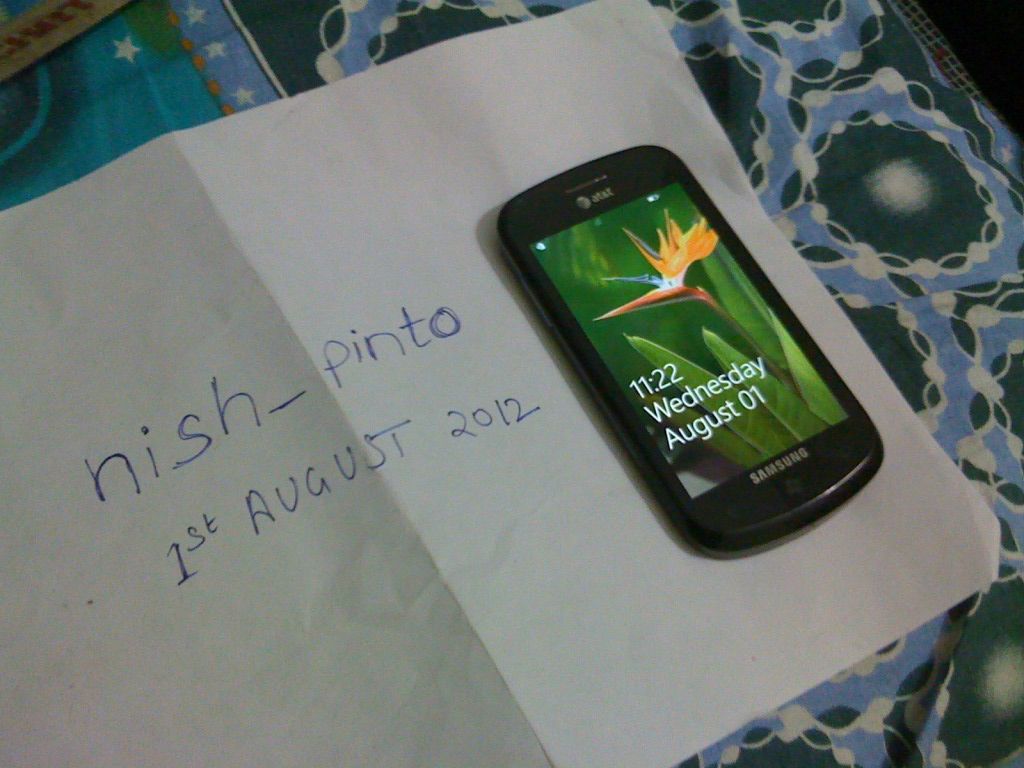 nish_pinto
1st AUGUST 2012
at&t
11:22
Wednesday
August 01
SAMSUNG